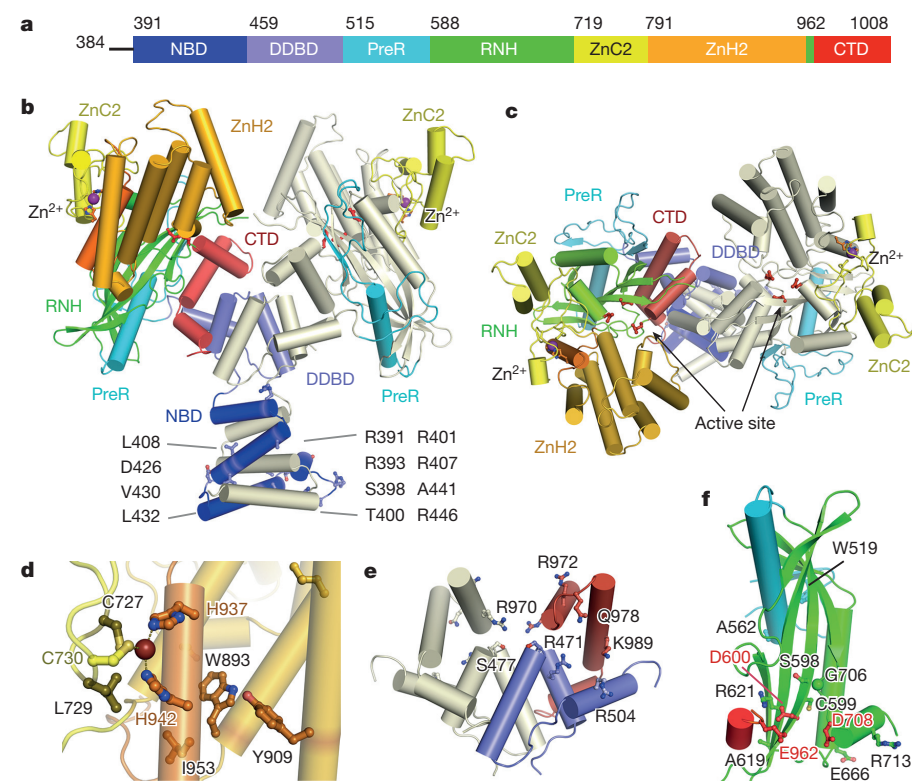 a
391 459 515 588 719 791 962 1008
384 NBD DDBD PreR RNH ZnC2 ZnH2 CTD
b
ZnC2 ZnH2 ZnC2
Zn2+ Zn2+
CTD
RNH
PreR DDBD PreR
NBD
L408 R391 R401
D426 R393 R407
V430 S398 A441
L432 T400 R446
c
PreR CTD DDBD
ZnC2 Zn2+
RNH
Zn2+ ZnC2
PreR
Active site
ZnH2
d
C727 H937
C730 W893
L729 H942
I953 Y909
e
R972
R970 Q978
R471 K989
S477
R504
f
W519
A562
D600 S598 G706
R621 C599
D708
A619 E962 R713
E666